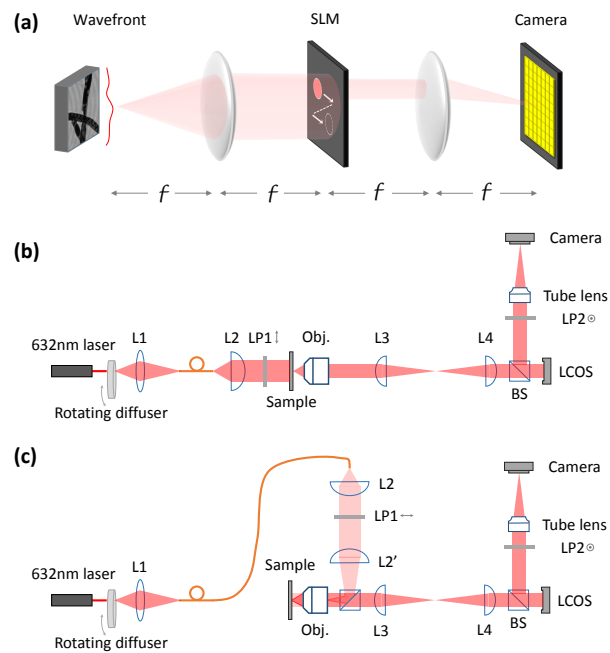 (a)
Wavefront
SLM
Camera
f
f
f
f
(b)
Camera
Tube lens
LP2⊙
632nm laser
L1
L2
LP1↕
Obj.
L3
L4
LCOS
BS
Sample
Rotating diffuser
(c)
Camera
L2
LP1↔
Tube lens
LP2⊙
L2’
632nm laser
L1
Sample
LCOS
Obj.
L3
L4
BS
Rotating diffuser